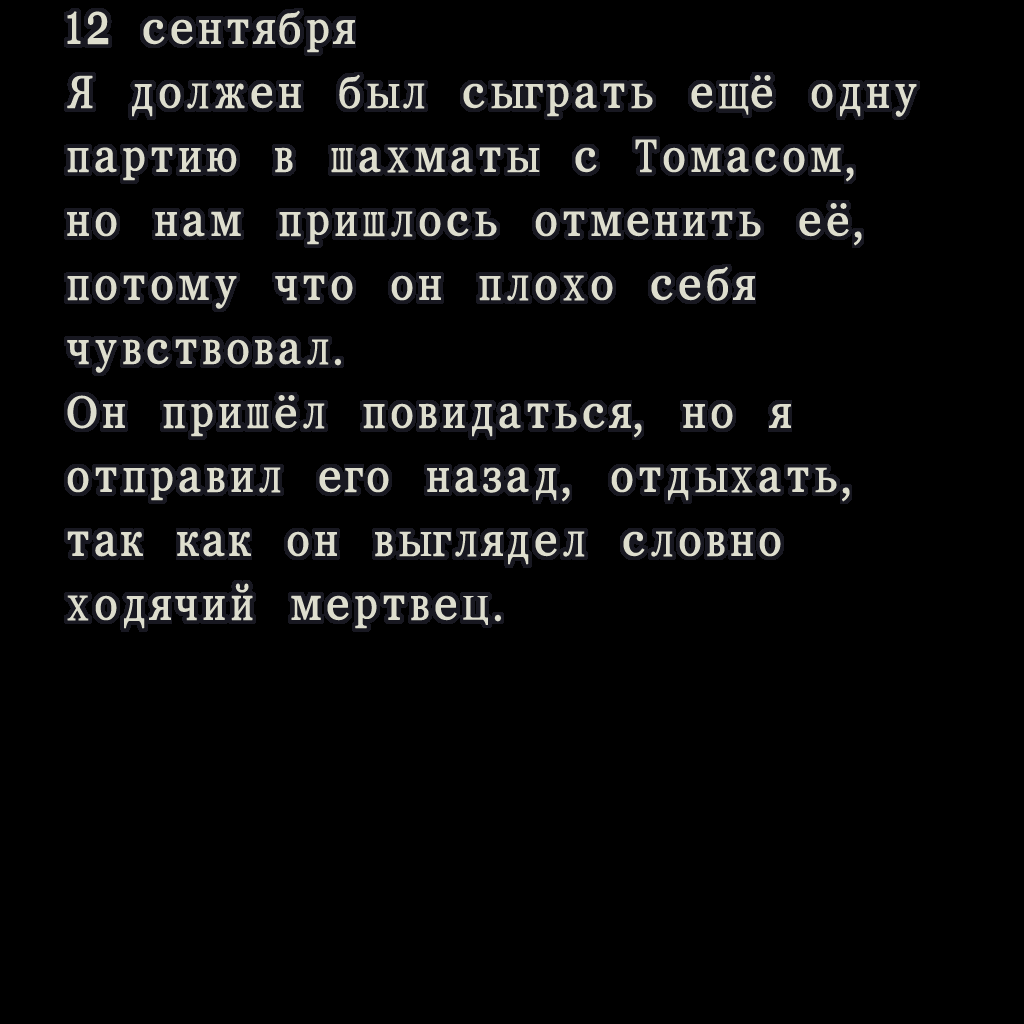 12 сентября
Я должен был сыграть ещё одну
партию в шахматы с Томасом,
но нам пришлось отменить её,
потому что он плохо себя
чувствовал.
Он пришёл повидаться, но я
отправил его назад, отдыхать,
так как он выглядел словно
ходячий мертвец.